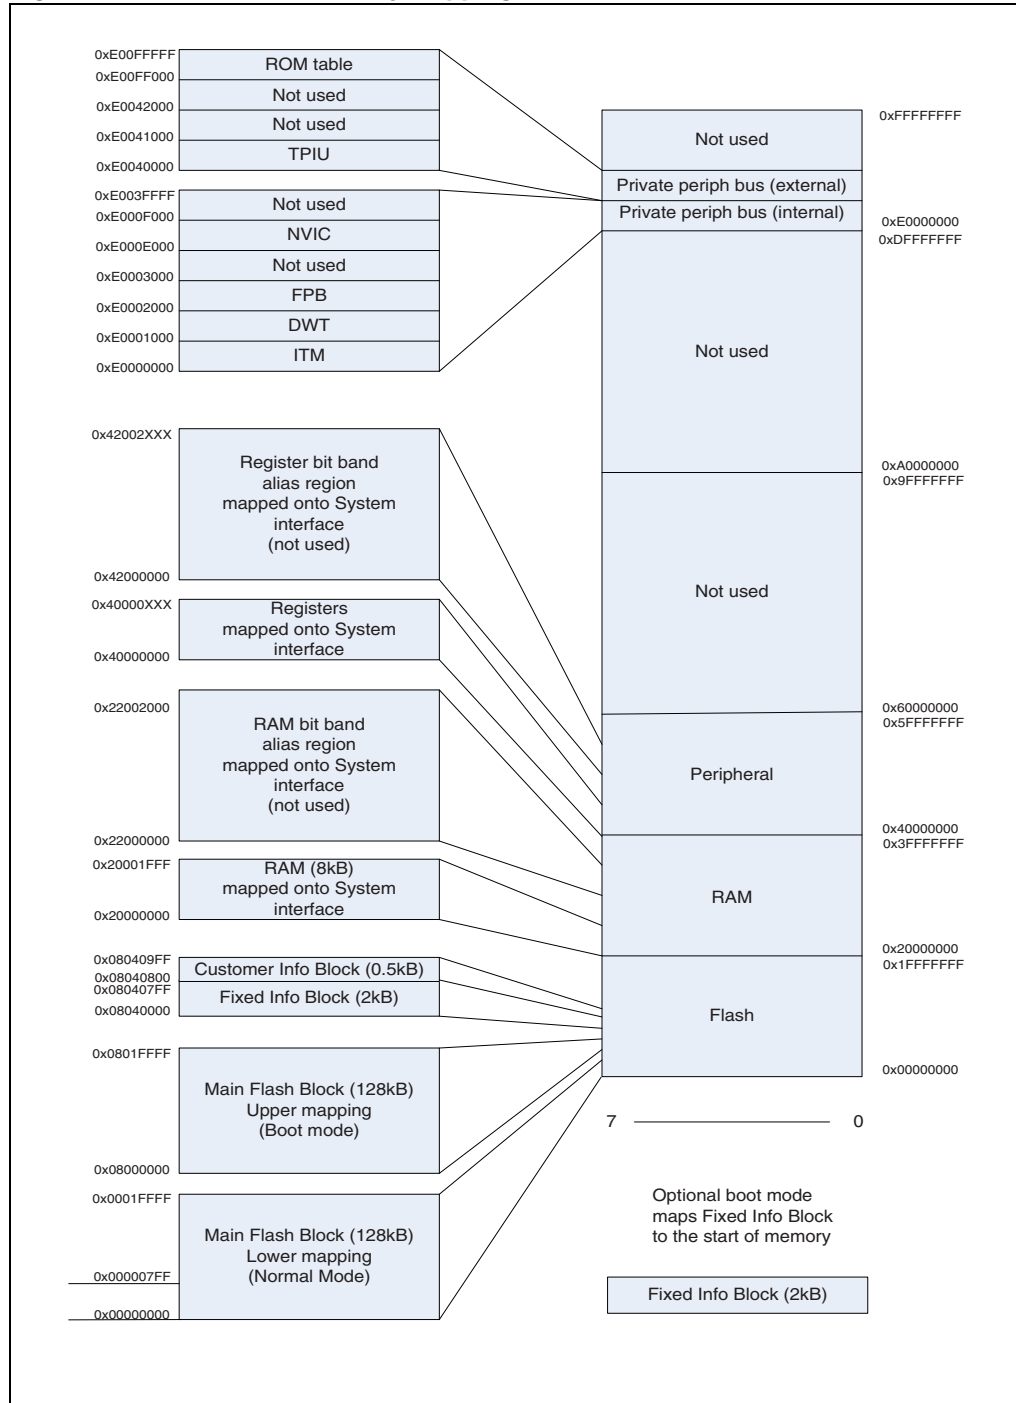 0xE00FFFFF
ROM table
0xE00FF000
Not used
0xE0042000
Not used
0xE0041000
TPIU
0xE0040000
0xE003FFFF
Not used
0xE000F000
NVIC
0xE000E000
Not used
0xE0003000
FPB
0xE0002000
DWT
0xE0001000
ITM
0xE0000000
0x42002XXX
Register bit band
alias region
mapped onto System
interface
(not used)
0x42000000
0x40000XXX
Registers
mapped onto System
interface
0x40000000
0x22002000
RAM bit band
alias region
mapped onto System
interface
(not used)
0x22000000
0x20001FFF
RAM (8kB)
mapped onto System
interface
0x20000000
0x080409FF
Customer Info Block (0.5kB)
0x08040800
0x080407FF
Fixed Info Block (2kB)
0x08040000
0x0801FFFF
Main Flash Block (128kB)
Upper mapping
(Boot mode)
0x08000000
0x0001FFFF
Main Flash Block (128kB)
Lower mapping
(Normal Mode)
0x000007FF
0x00000000
0xFFFFFFFF
Not used
Private periph bus (external)
Private periph bus (internal)
0xE0000000
0xDFFFFFFF
Not used
0xA0000000
0x9FFFFFFF
Not used
0x60000000
0x5FFFFFFF
Peripheral
0x40000000
0x3FFFFFFF
RAM
0x20000000
0x1FFFFFFF
Flash
0x00000000
7 0
Optional boot mode
maps Fixed Info Block
to the start of memory
Fixed Info Block (2kB)